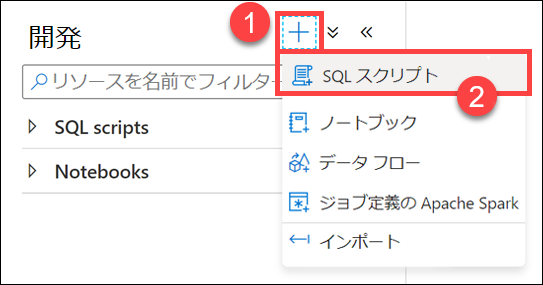 開発
1
リソースを名前でフィルター
SQL スクリプト
2
SQL scripts
ノートブック
データ フロー
Notebooks
ジョブ定義の Apache Spark
インポート